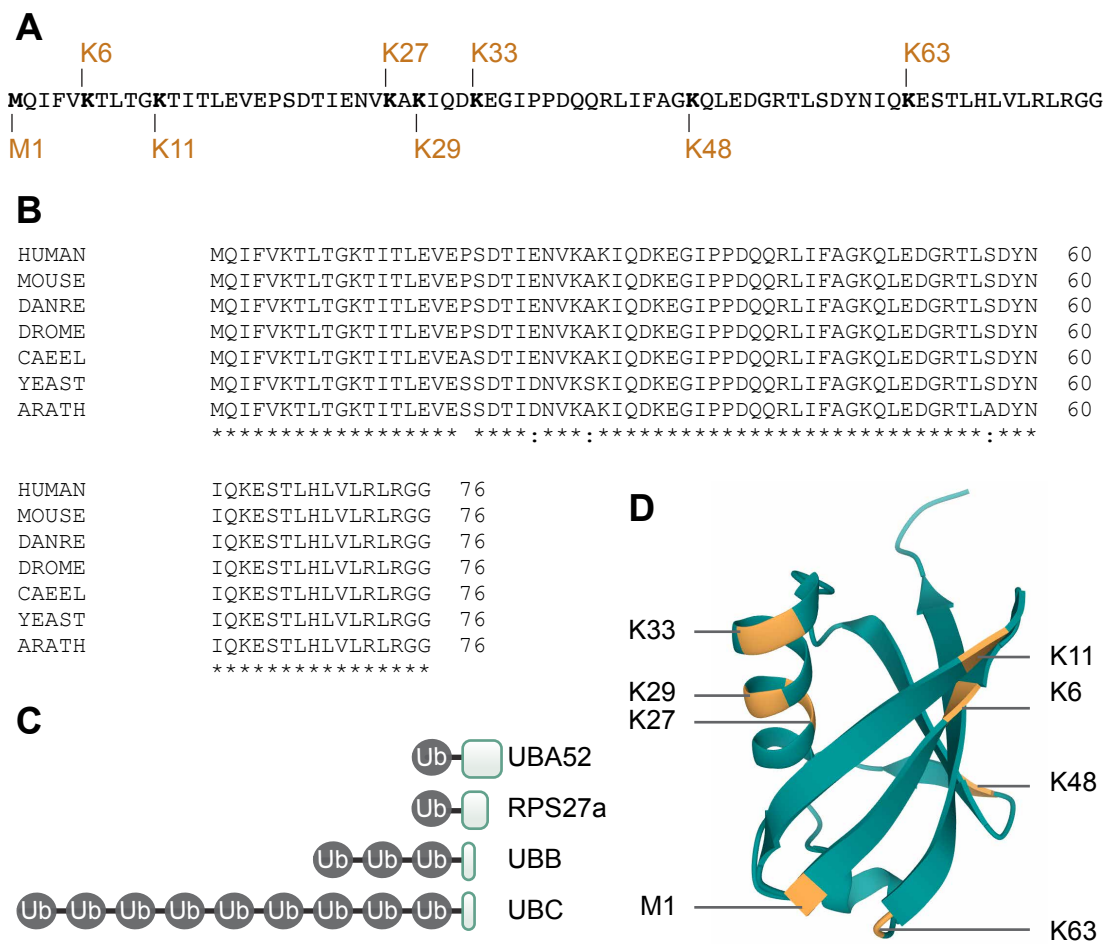 A
K6 K27 K33 K63
MQIFVKTLTGKTITLEVEPSDTIENVKAKIQDKEGIPPDQQRLIFAGKQLEDGRTLSDYNIQKESTLHLVLRLRGG
M1 K11 K29 K48
B
HUMAN MQIFVKTLTGKTITLEVEPSDTIENVKAKIQDKEGIPPDQQRLIFAGKQLEDGRTLSDYN 60
MOUSE MQIFVKTLTGKTITLEVEPSDTIENVKAKIQDKEGIPPDQQRLIFAGKQLEDGRTLSDYN 60
DANRE MQIFVKTLTGKTITLEVEPSDTIENVKAKIQDKEGIPPDQQRLIFAGKQLEDGRTLSDYN 60
DROME MQIFVKTLTGKTITLEVEPSDTIENVKAKIQDKEGIPPDQQRLIFAGKQLEDGRTLSDYN 60
CAEEL MQIFVKTLTGKTITLEVEASDTIENVKAKIQDKEGIPPDQQRLIFAGKQLEDGRTLSDYN 60
YEAST MQIFVKTLTGKTITLEVESSDTIDNVKSKIQDKEGIPPDQQRLIFAGKQLEDGRTLSDYN 60
ARATH MQIFVKTLTGKTITLEVESSDTIDNVKAKIQDKEGIPPDQQRLIFAGKQLEDGRTLADYN 60
****************** ****:***:****************************:***
HUMAN IQKESTLHLVLRLRGG 76
MOUSE IQKESTLHLVLRLRGG 76
DANRE IQKESTLHLVLRLRGG 76
DROME IQKESTLHLVLRLRGG 76
CAEEL IQKESTLHLVLRLRGG 76
YEAST IQKESTLHLVLRLRGG 76
ARATH IQKESTLHLVLRLRGG 76
****************
C
Ub UBA52
Ub RPS27a
Ub Ub Ub UBB
Ub Ub Ub Ub Ub Ub Ub Ub Ub UBC
D
K33
K29
K27
M1
K11
K6
K48
K63